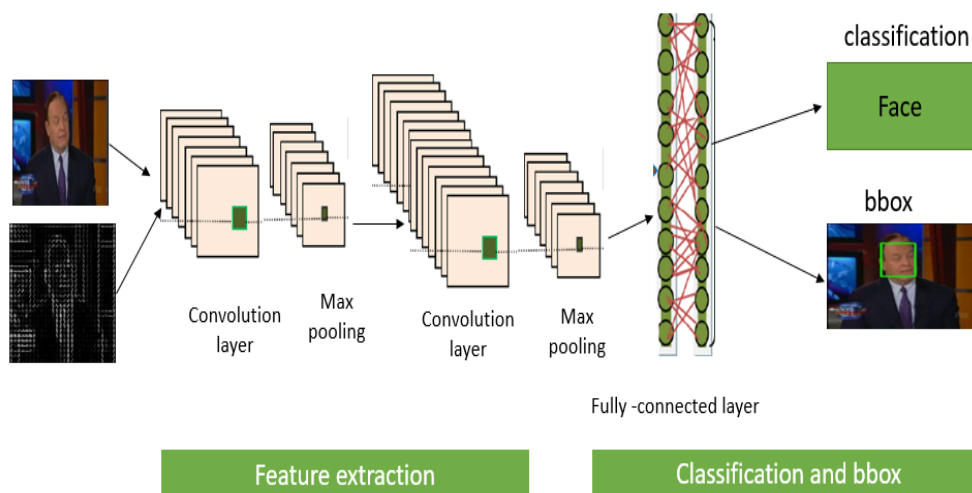 classification
Face
bbox
Convolution
layer
Max
pooling
Convolution
layer
Max
pooling
Fully -connected layer
Feature extraction
Classification and bbox